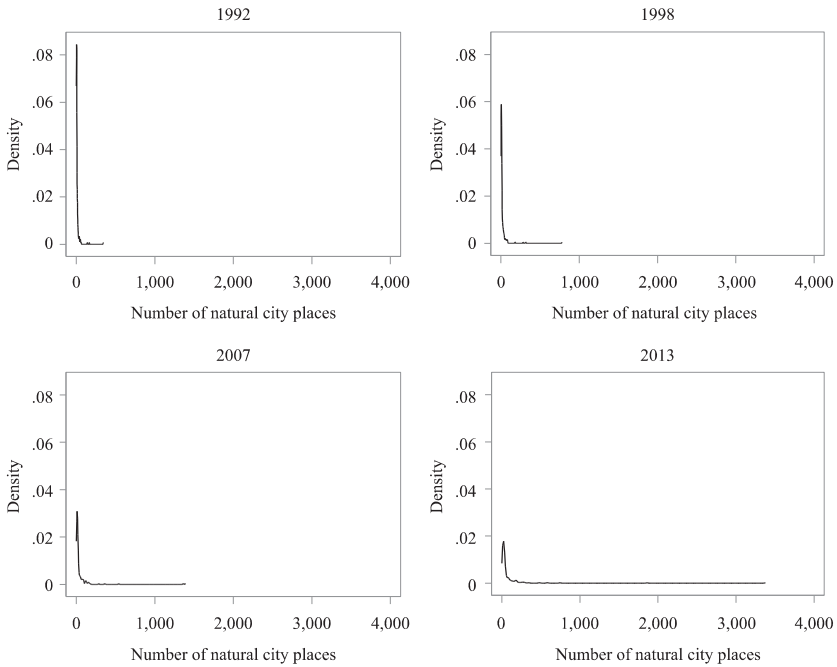 1992
.08
.06
.04
.02
0
Density
0 1,000 2,000 3,000 4,000
Number of natural city places
1998
.08
.06
.04
.02
0
Density
0 1,000 2,000 3,000 4,000
Number of natural city places
2007
.08
.06
.04
.02
0
Density
0 1,000 2,000 3,000 4,000
Number of natural city places
2013
.08
.06
.04
.02
0
Density
0 1,000 2,000 3,000 4,000
Number of natural city places